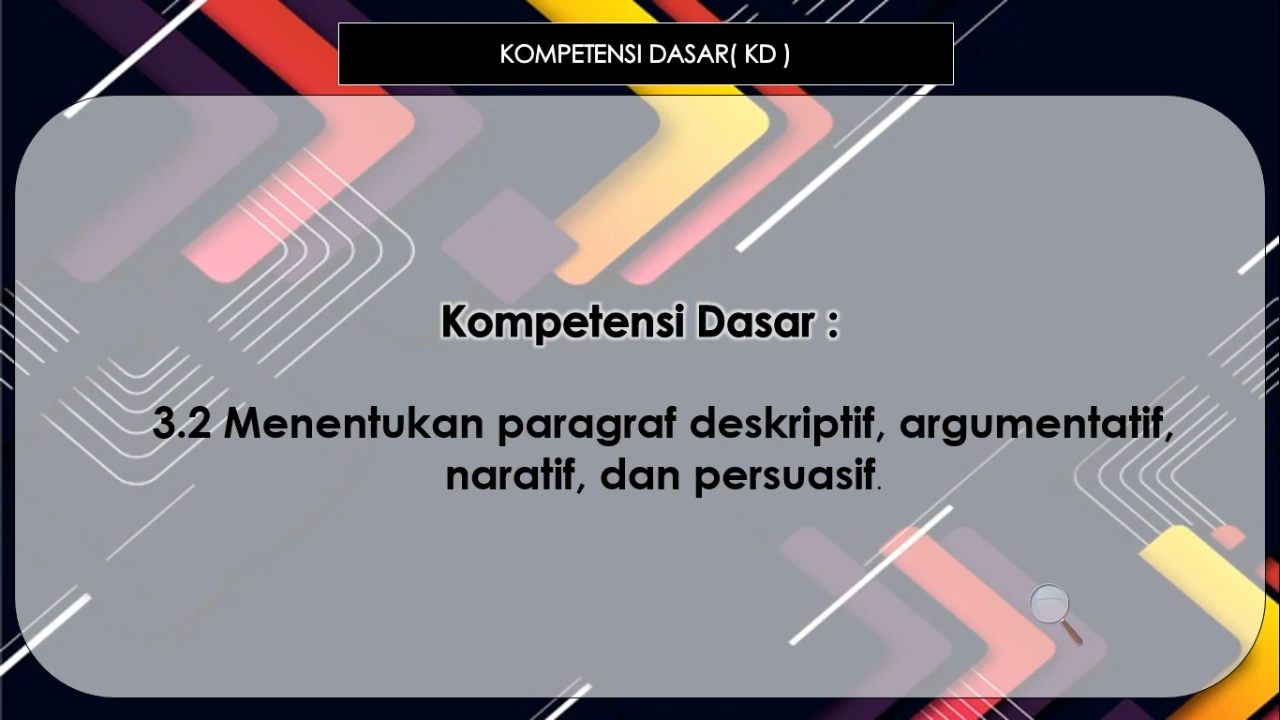 KOMPETENSI DASAR( KD )
Kompetensi Dasar :
3.2 Menentukan paragraf deskriptif, argumentatif,
naratif, dan persuasif.